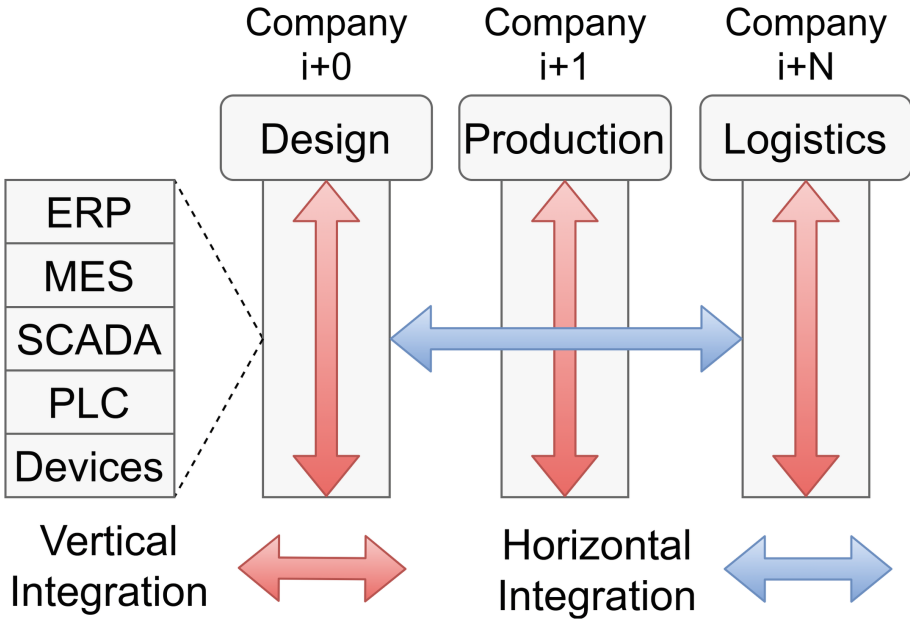 Company
i+0
Company
i+1
Company
i+N
Design
Production
Logistics
ERP
MES
SCADA
PLC
Devices
Vertical
Integration
Horizontal
Integration